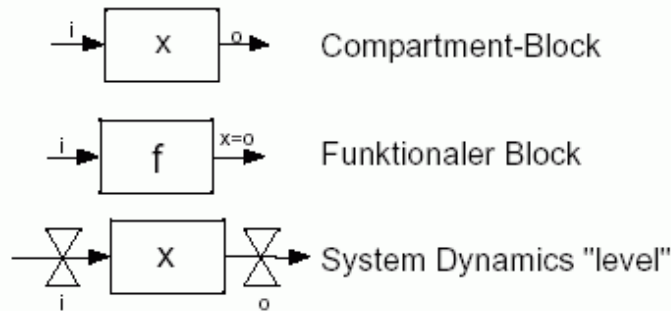 i x o Compartment-Block
i f x=o Funktionaler Block
x System Dynamics "level"
i o